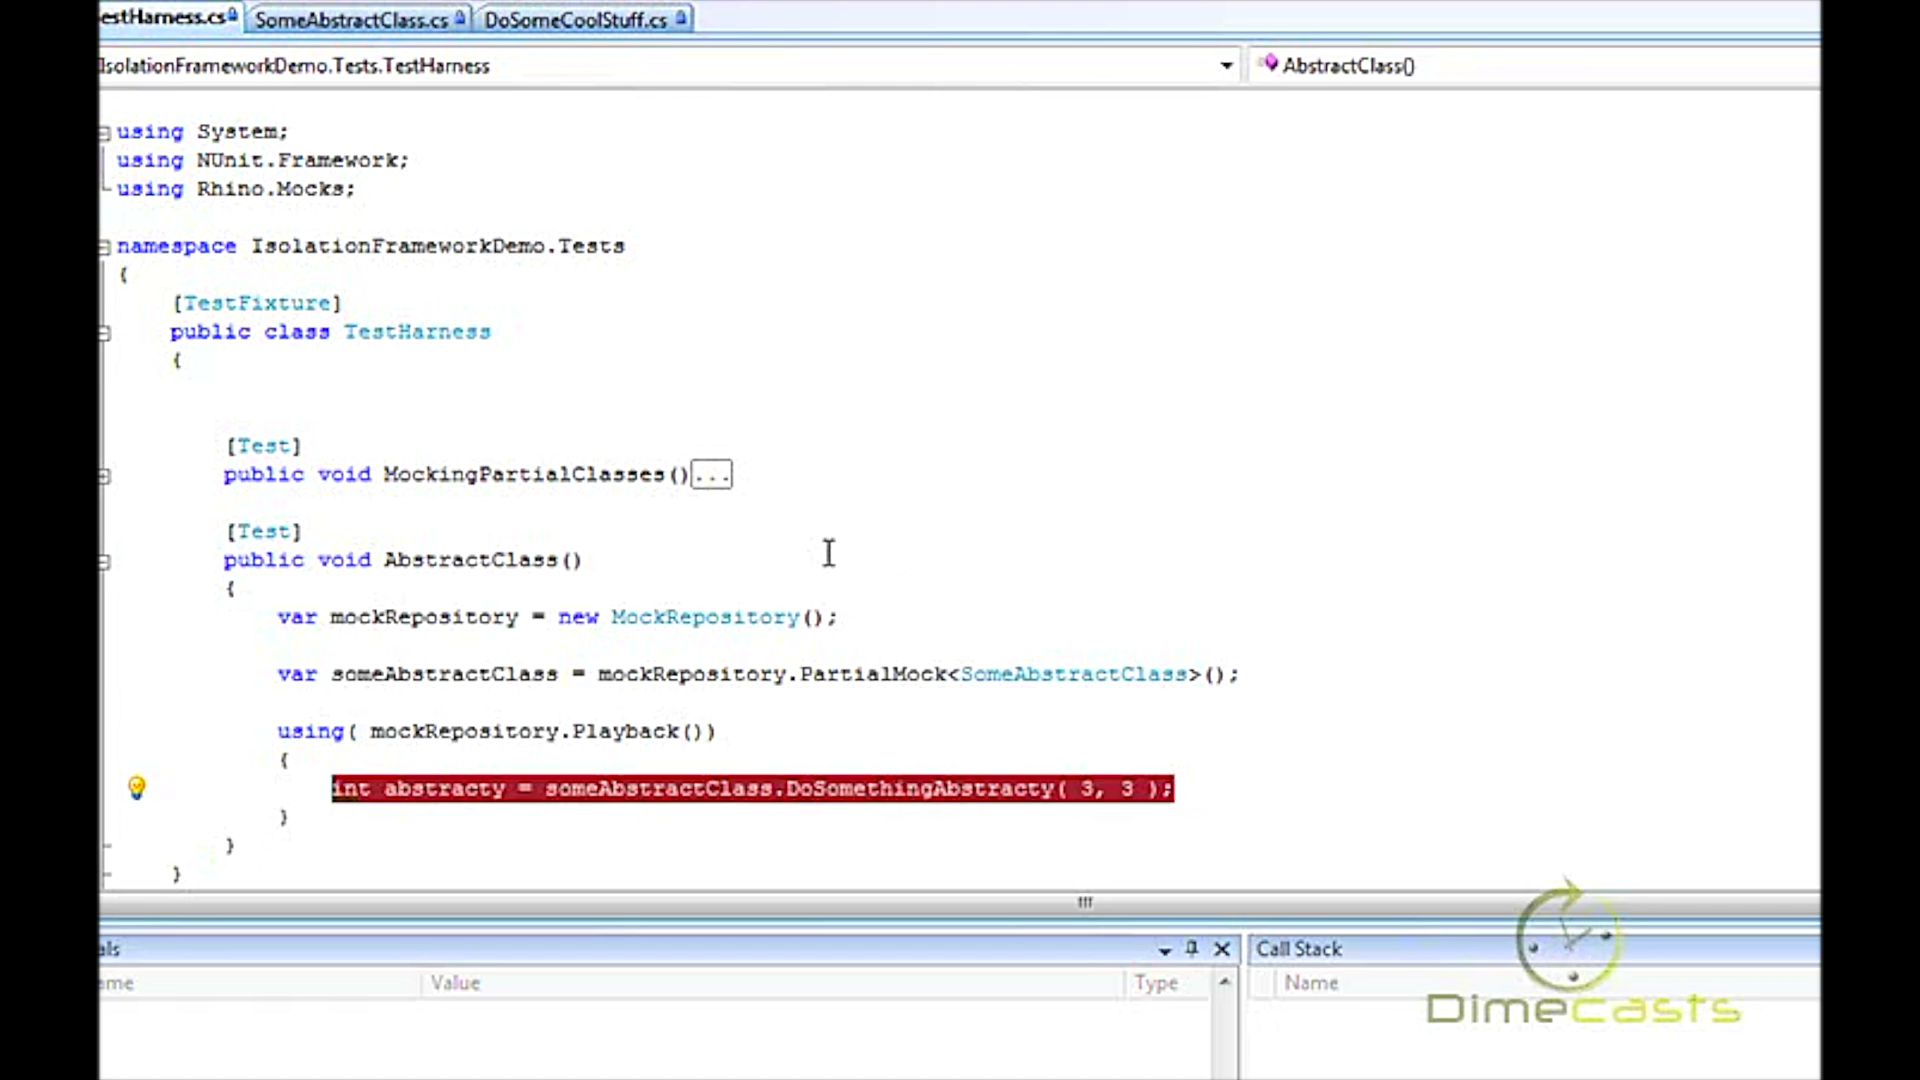 estHarness.cs SomeAbstractClass.cs DoSomeCoolStuff.cs
IsolationFrameworkDemo.Tests.TestHarness AbstractClass()
using System;
using NUnit.Framework;
using Rhino.Mocks;
namespace IsolationFrameworkDemo.Tests
{
[TestFixture]
public class TestHarness
{
[Test]
public void MockingPartialClasses()...
[Test]
public void AbstractClass()
{
var mockRepository = new MockRepository();
var someAbstractClass = mockRepository.PartialMock<SomeAbstractClass>();
using( mockRepository.Playback())
{
int abstracty = someAbstractClass.DoSomethingAbstracty( 3, 3 );
}
}
}
als Call Stack
ame Value Type Name
Dimecasts